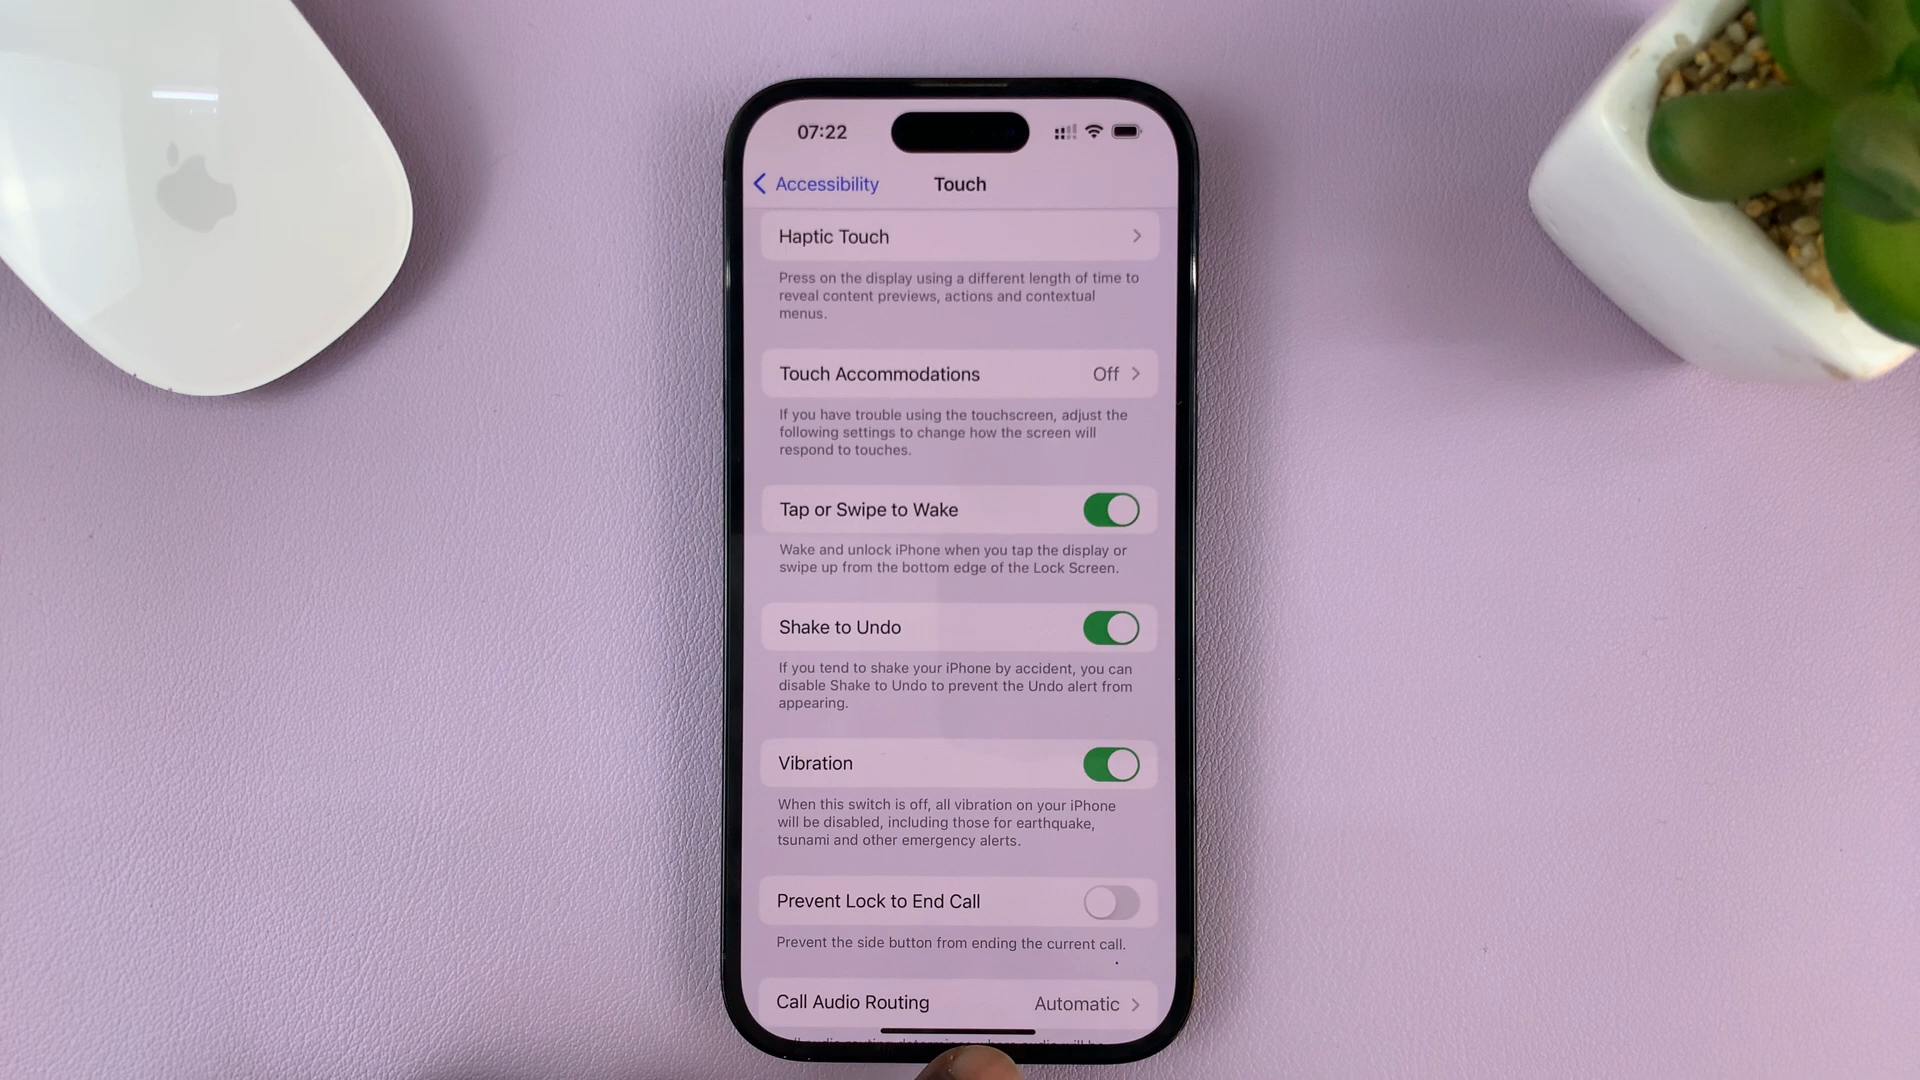 07:22
Accessibility
Touch
Haptic Touch
Press on the display using a different length of time to
reveal content previews, actions and contextual
menus.
Touch Accommodations Off
If you have trouble using the touchscreen, adjust the
following settings to change how the screen will
respond to touches.
Tap or Swipe to Wake
Wake and unlock iPhone when you tap the display or
swipe up from the bottom edge of the Lock Screen.
Shake to Undo
If you tend to shake your iPhone by accident, you can
disable Shake to Undo to prevent the Undo alert from
appearing.
Vibration
When this switch is off, all vibration on your iPhone
will be disabled, including those for earthquake,
tsunami and other emergency alerts.
Prevent Lock to End Call
Prevent the side button from ending the current call.
Call Audio Routing Automatic